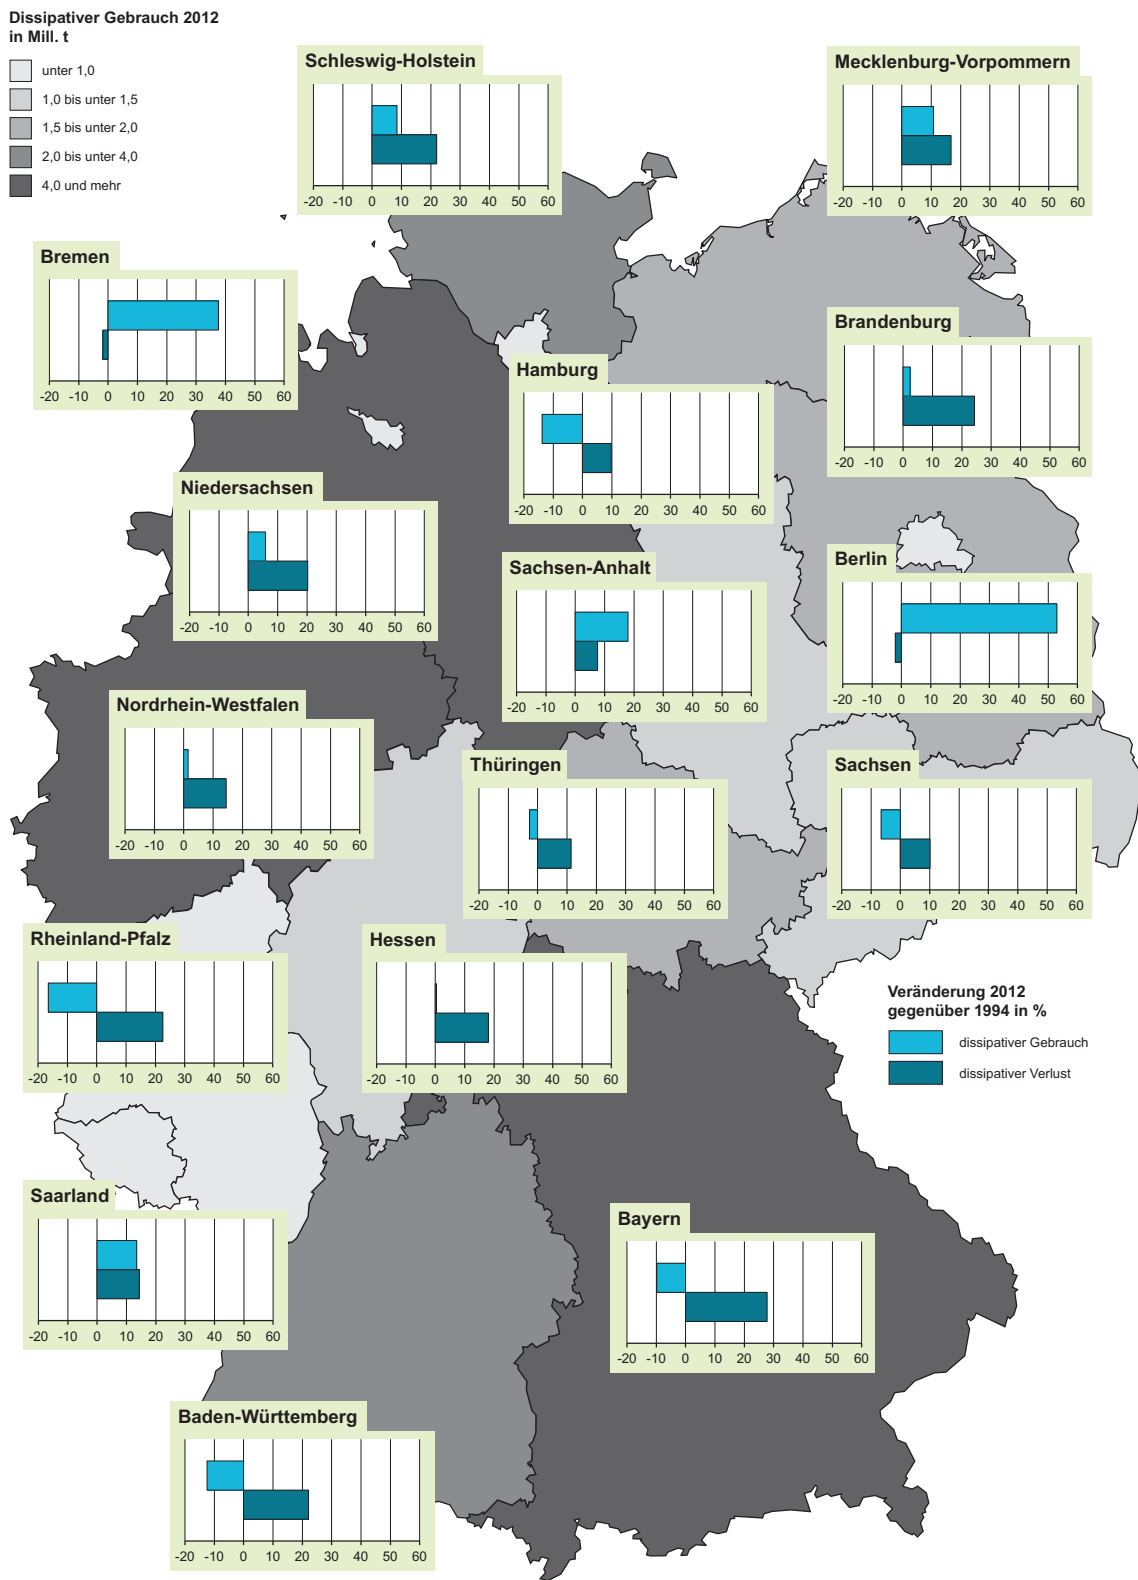 Dissipativer Gebrauch 2012
in Mill. t
unter 1,0
1,0 bis unter 1,5
1,5 bis unter 2,0
2,0 bis unter 4,0
4,0 und mehr
Schleswig-Holstein
-20 -10 0 10 20 30 40 50 60
Mecklenburg-Vorpommern
-20 -10 0 10 20 30 40 50 60
Bremen
-20 -10 0 10 20 30 40 50 60
Brandenburg
-20 -10 0 10 20 30 40 50 60
Hamburg
-20 -10 0 10 20 30 40 50 60
Niedersachsen
-20 -10 0 10 20 30 40 50 60
Sachsen-Anhalt
-20 -10 0 10 20 30 40 50 60
Berlin
-20 -10 0 10 20 30 40 50 60
Nordrhein-Westfalen
-20 -10 0 10 20 30 40 50 60
Thüringen
-20 -10 0 10 20 30 40 50 60
Sachsen
-20 -10 0 10 20 30 40 50 60
Rheinland-Pfalz
-20 -10 0 10 20 30 40 50 60
Hessen
-20 -10 0 10 20 30 40 50 60
Veränderung 2012
gegenüber 1994 in %
dissipativer Gebrauch
dissipativer Verlust
Saarland
-20 -10 0 10 20 30 40 50 60
Bayern
-20 -10 0 10 20 30 40 50 60
Baden-Württemberg
-20 -10 0 10 20 30 40 50 60